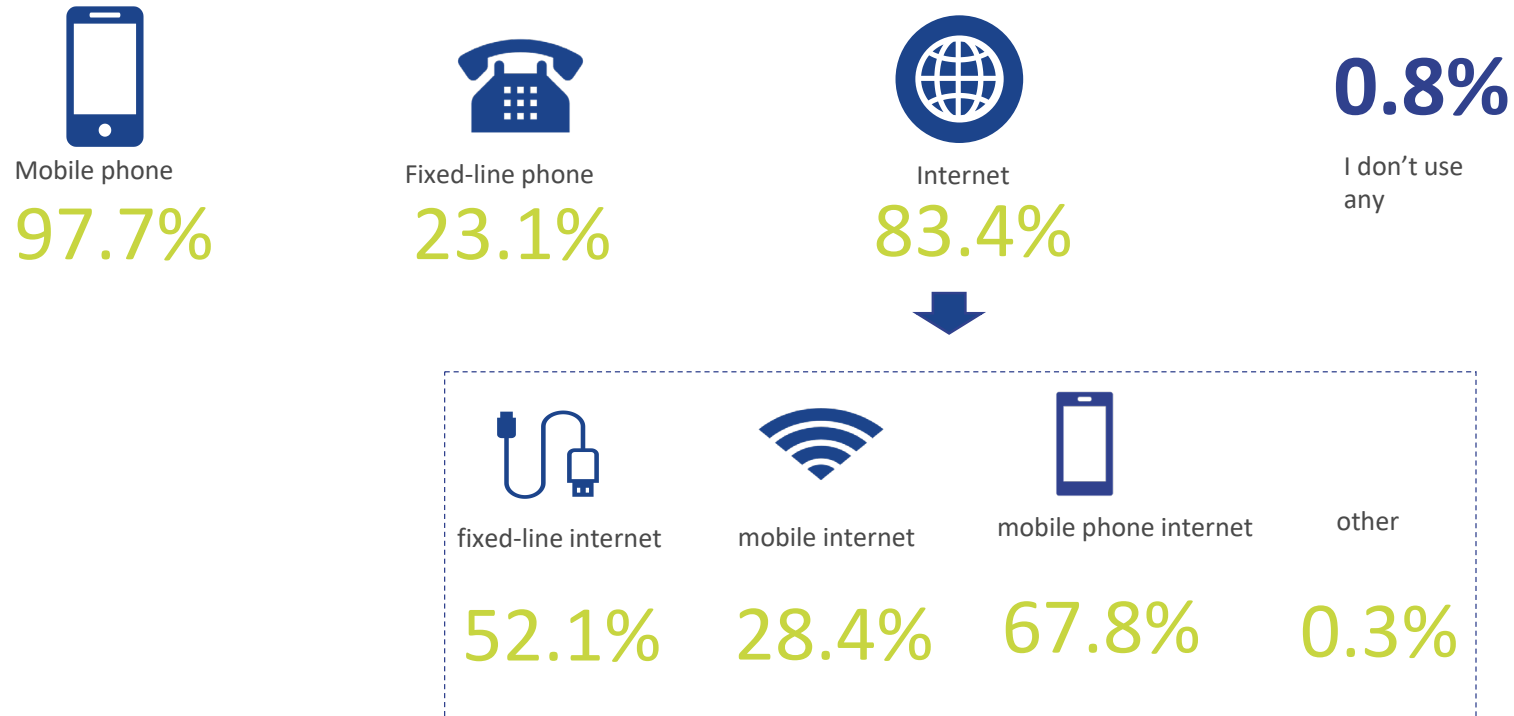 Mobile phone
97.7%
Fixed-line phone
23.1%
Internet
83.4%
0.8%
I don’t use
any
fixed-line internet
52.1%
mobile internet
28.4%
mobile phone internet
67.8%
other
0.3%